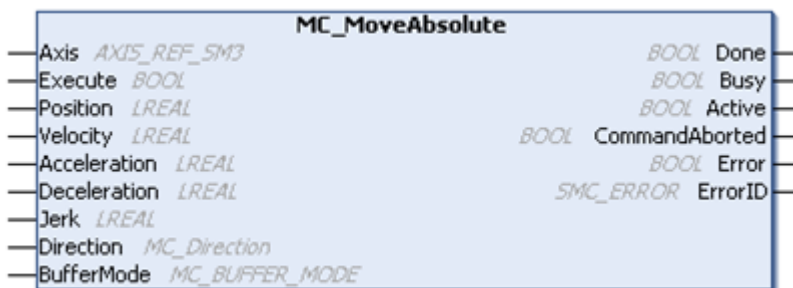 MC_MoveAbsolute
Axis AXIS_REF_SM3 BOOL Done
Execute BOOL BOOL Busy
Position LREAL BOOL Active
Velocity LREAL BOOL CommandAborted
Acceleration LREAL BOOL Error
Deceleration LREAL SMC_ERROR ErrorID
Jerk LREAL
Direction MC_Direction
BufferMode MC_BUFFER_MODE